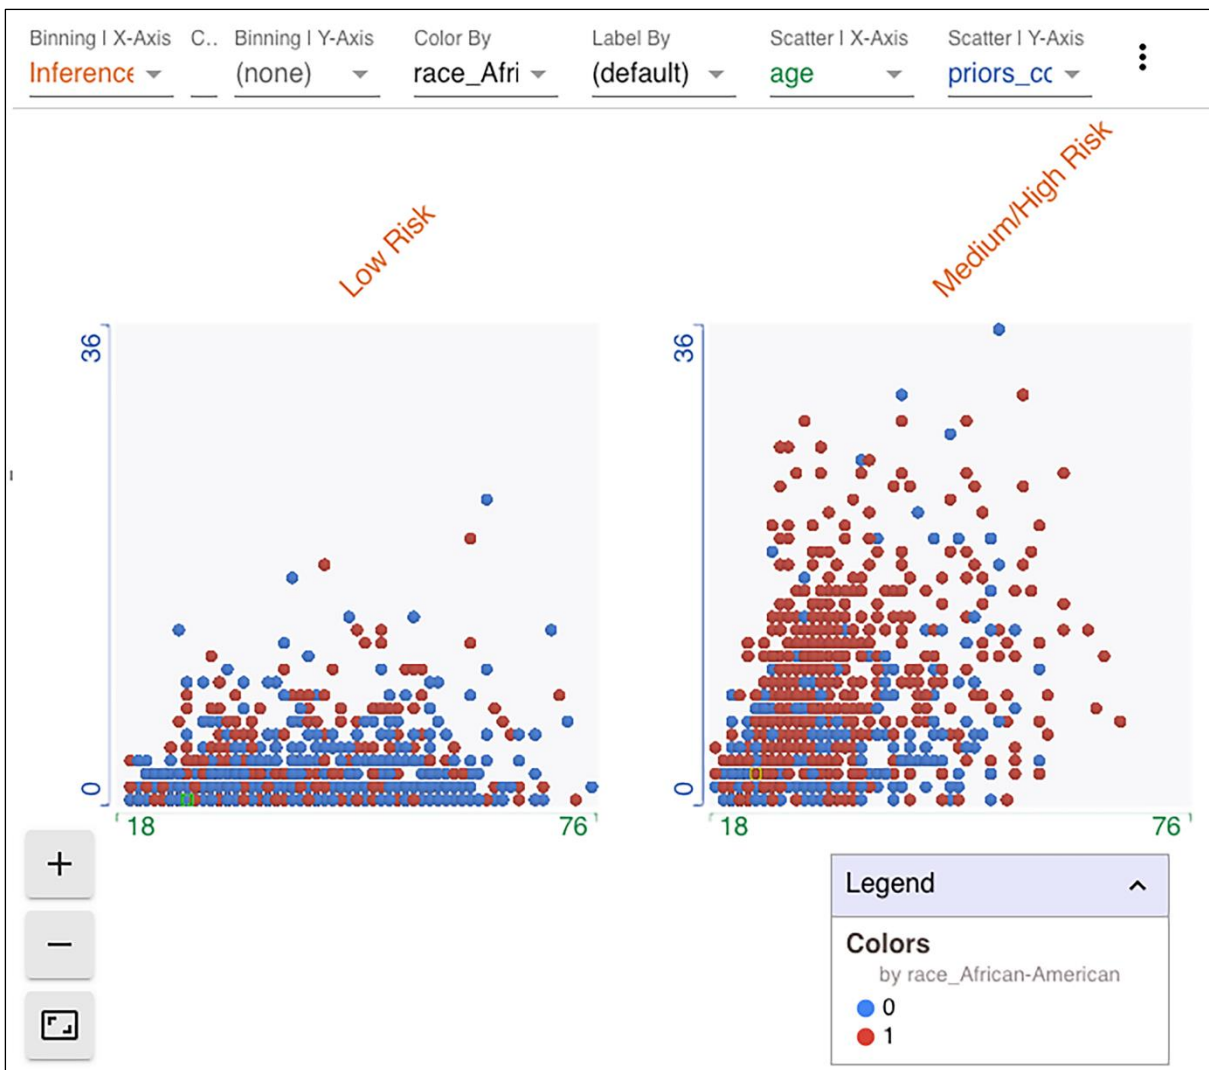 Binning | X-Axis C.. Binning | Y-Axis Color By Label By Scatter | X-Axis Scatter | Y-Axis
Inference (none) race_Afri (default) age priors_cc
Low Risk
Medium/High Risk
36
0
18 76
36
0
18 76
+
−
Legend
Colors
by race_African-American
0
1